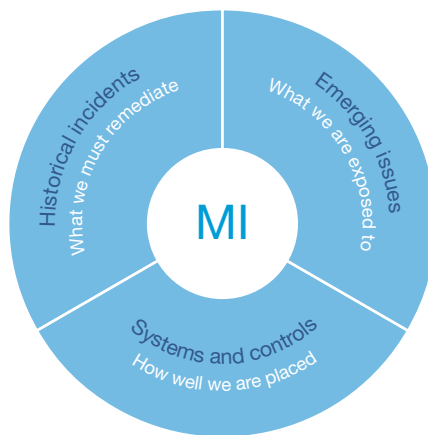 Historical incidents
What we must remediate
Emerging issues
What we are exposed to
MI
Systems and controls
How well we are placed